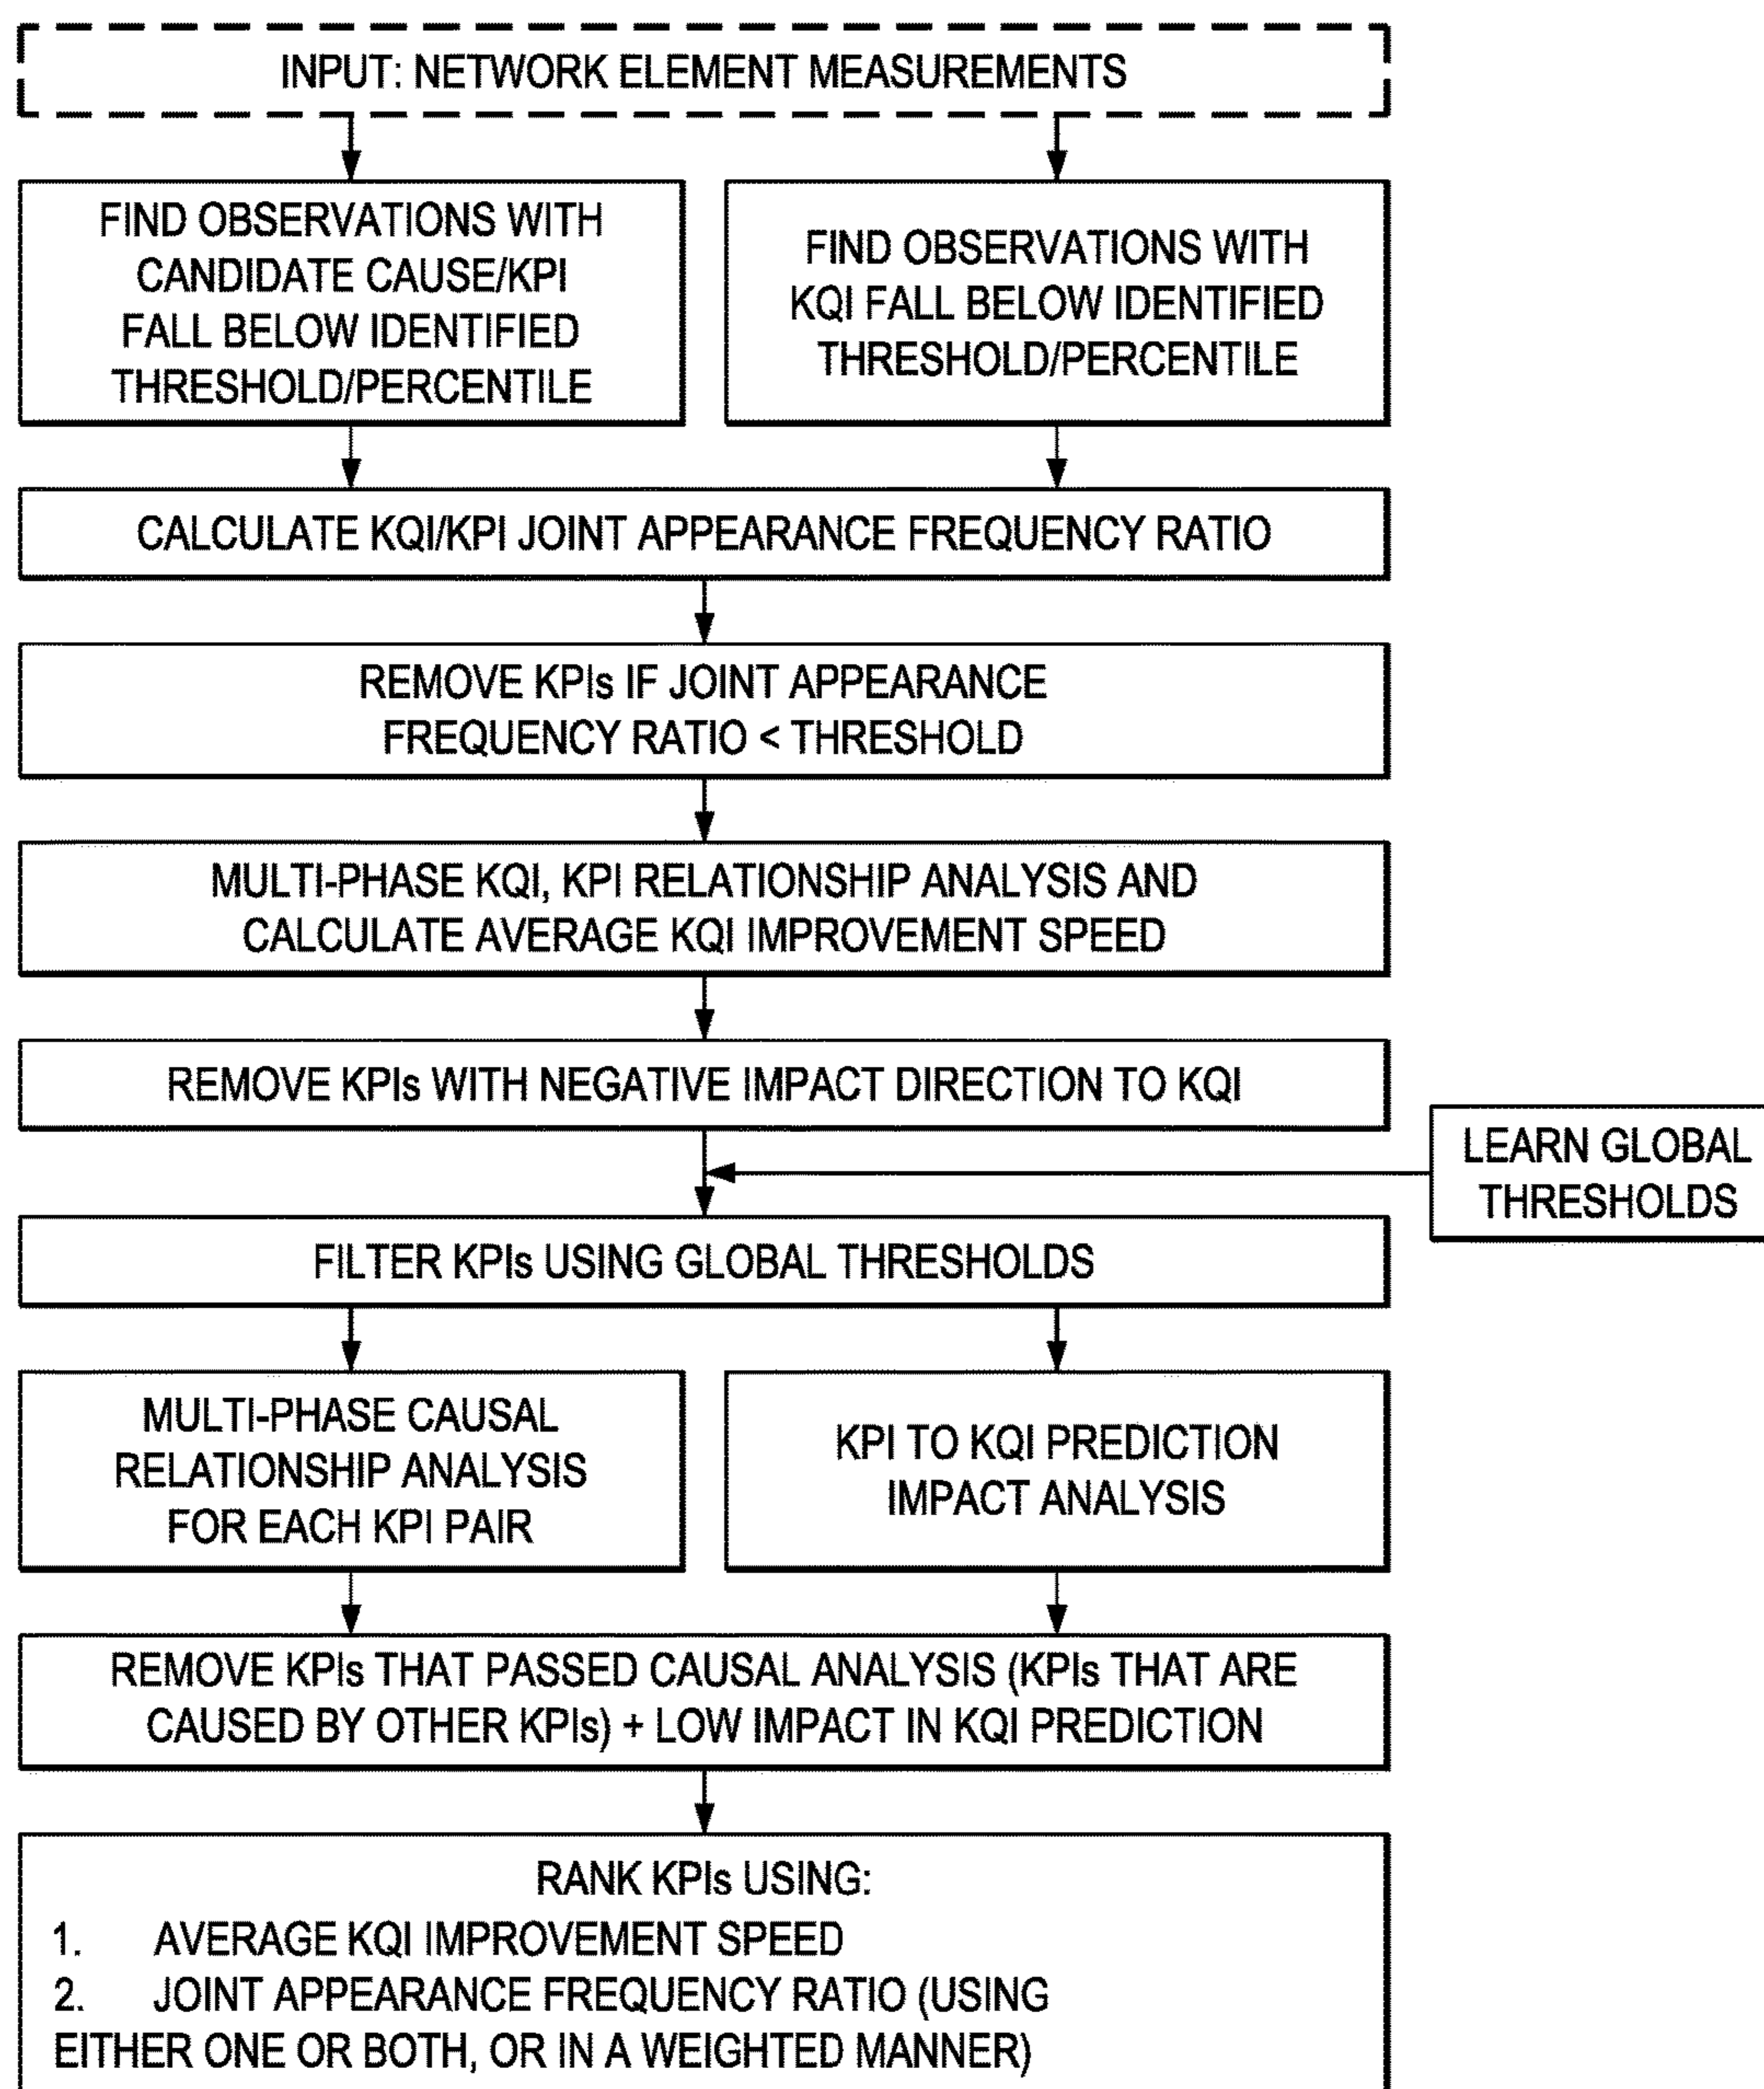 INPUT: NETWORK ELEMENT MEASUREMENTS
FIND OBSERVATIONS WITH
CANDIDATE CAUSE/KPI
FALL BELOW IDENTIFIED
THRESHOLD/PERCENTILE
FIND OBSERVATIONS WITH
KQI FALL BELOW IDENTIFIED
THRESHOLD/PERCENTILE
CALCULATE KQI/KPI JOINT APPEARANCE FREQUENCY RATIO
REMOVE KPIs IF JOINT APPEARANCE
FREQUENCY RATIO < THRESHOLD
MULTI-PHASE KQI, KPI RELATIONSHIP ANALYSIS AND
CALCULATE AVERAGE KQI IMPROVEMENT SPEED
REMOVE KPIs WITH NEGATIVE IMPACT DIRECTION TO KQI
LEARN GLOBAL
THRESHOLDS
FILTER KPIs USING GLOBAL THRESHOLDS
MULTI-PHASE CAUSAL
RELATIONSHIP ANALYSIS
FOR EACH KPI PAIR
KPI TO KQI PREDICTION
IMPACT ANALYSIS
REMOVE KPIs THAT PASSED CAUSAL ANALYSIS (KPIs THAT ARE
CAUSED BY OTHER KPIs) + LOW IMPACT IN KQI PREDICTION
RANK KPIs USING:
1. AVERAGE KQI IMPROVEMENT SPEED
2. JOINT APPEARANCE FREQUENCY RATIO (USING
EITHER ONE OR BOTH, OR IN A WEIGHTED MANNER)